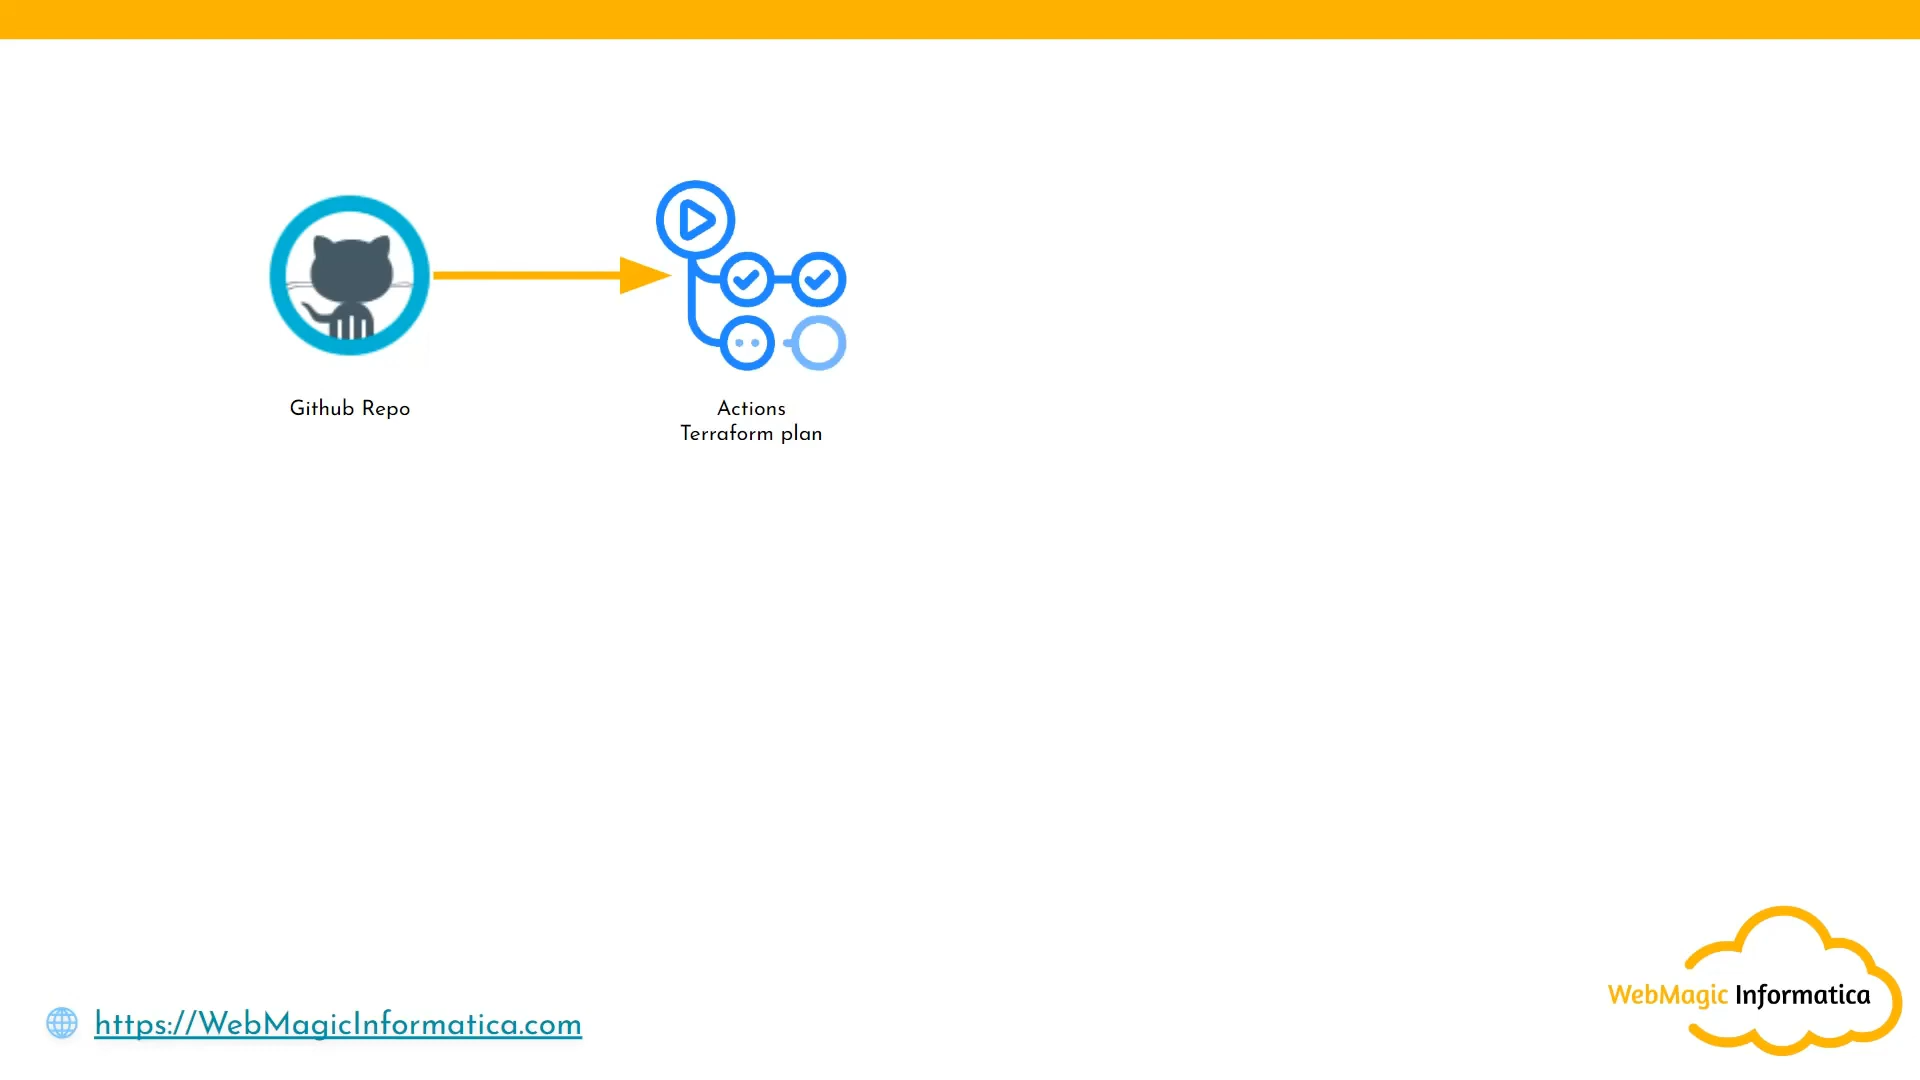 Github Repo
Actions
Terraform plan
https://WebMagicInformatica.com
WebMagic Informatica